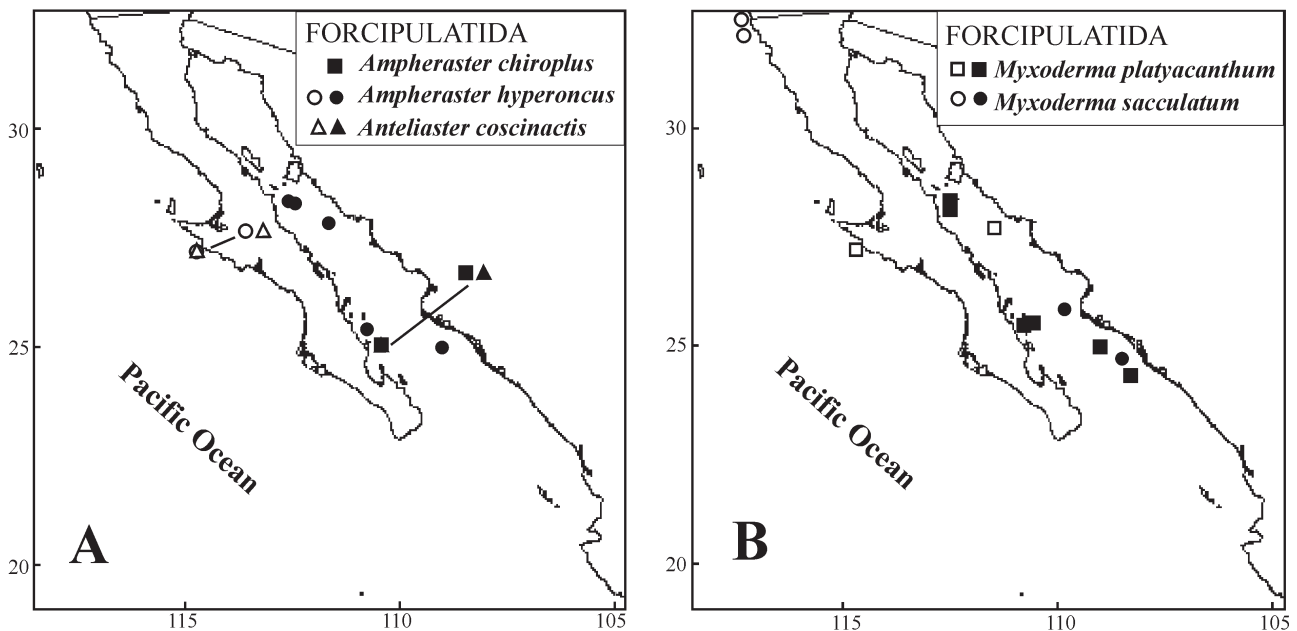 FORCIPULATIDA
Ampheraster chiroplus
Ampheraster hyperoncus
Anteliaster coscinactis
30
25
20
115
110
105
Pacific Ocean
A
FORCIPULATIDA
Myxoderma platyacanthum
Myxoderma sacculatum
30
25
20
115
110
105
Pacific Ocean
B